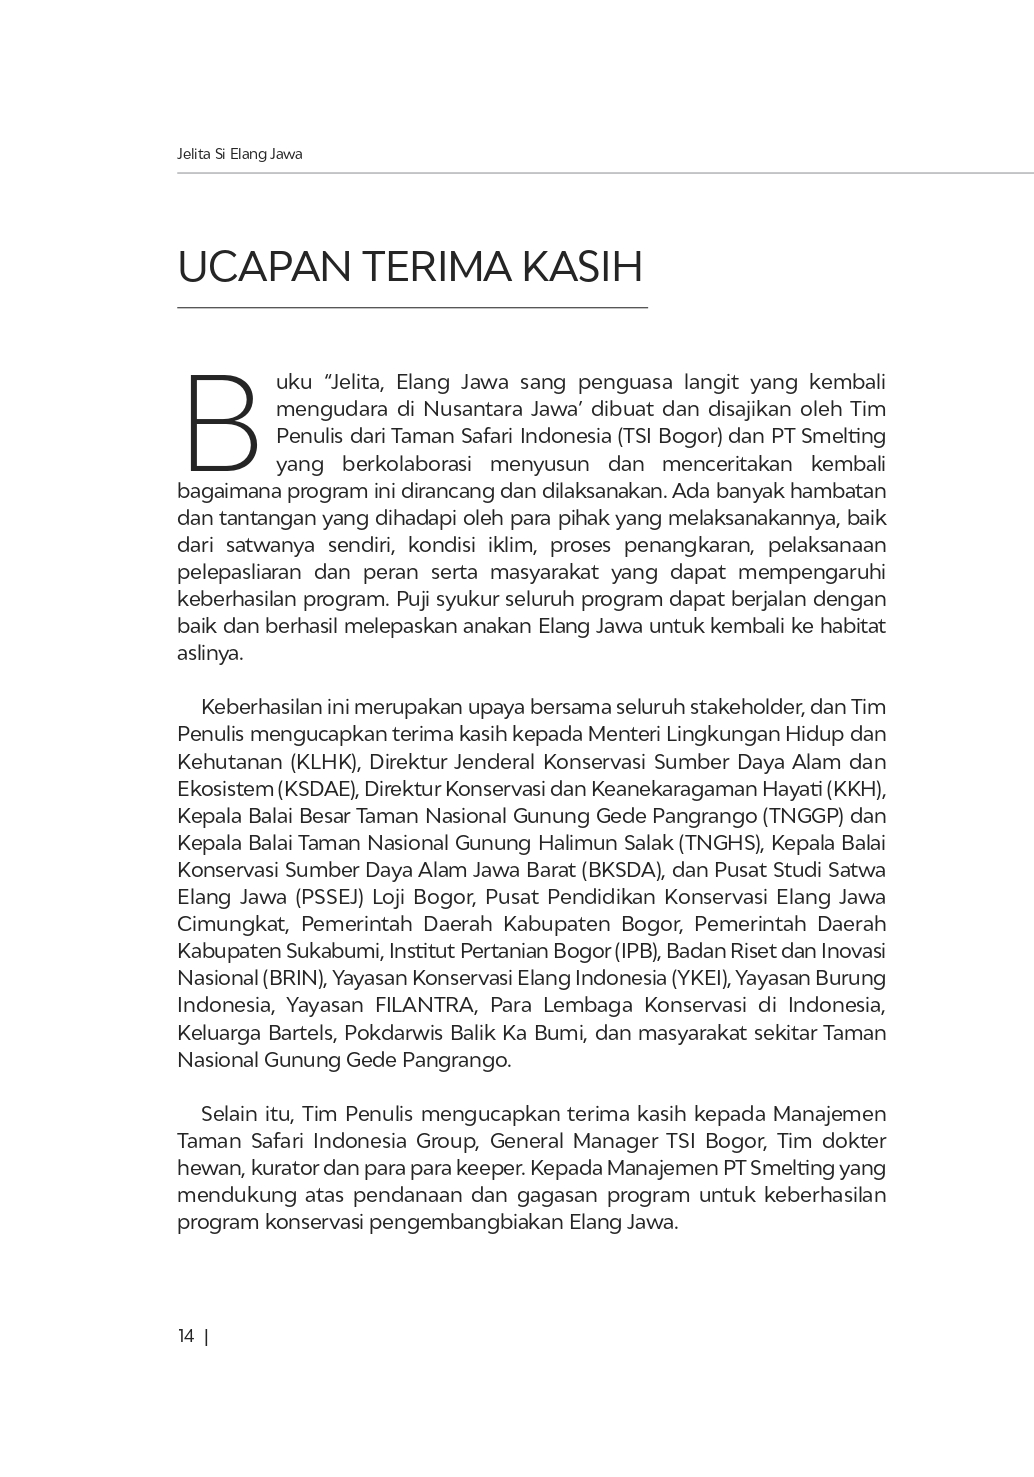 Jelita Si Elang Jawa
UCAPAN TERIMA KASIH
Buku “Jelita, Elang Jawa sang penguasa langit yang kembali
mengudara di Nusantara Jawa’ dibuat dan disajikan oleh Tim
Penulis dari Taman Safari Indonesia (TSI Bogor) dan PT Smelting
yang berkolaborasi menyusun dan menceritakan kembali
bagaimana program ini dirancang dan dilaksanakan. Ada banyak hambatan
dan tantangan yang dihadapi oleh para pihak yang melaksanakannya, baik
dari satwanya sendiri, kondisi iklim, proses penangkaran, pelaksanaan
pelepasliaran dan peran serta masyarakat yang dapat mempengaruhi
keberhasilan program. Puji syukur seluruh program dapat berjalan dengan
baik dan berhasil melepaskan anakan Elang Jawa untuk kembali ke habitat
aslinya.
Keberhasilan ini merupakan upaya bersama seluruh stakeholder, dan Tim
Penulis mengucapkan terima kasih kepada Menteri Lingkungan Hidup dan
Kehutanan (KLHK), Direktur Jenderal Konservasi Sumber Daya Alam dan
Ekosistem (KSDAE), Direktur Konservasi dan Keanekaragaman Hayati (KKH),
Kepala Balai Besar Taman Nasional Gunung Gede Pangrango (TNGGP) dan
Kepala Balai Taman Nasional Gunung Halimun Salak (TNGHS), Kepala Balai
Konservasi Sumber Daya Alam Jawa Barat (BKSDA), dan Pusat Studi Satwa
Elang Jawa (PSSEJ) Loji Bogor, Pusat Pendidikan Konservasi Elang Jawa
Cimungkat, Pemerintah Daerah Kabupaten Bogor, Pemerintah Daerah
Kabupaten Sukabumi, Institut Pertanian Bogor (IPB), Badan Riset dan Inovasi
Nasional (BRIN), Yayasan Konservasi Elang Indonesia (YKEI), Yayasan Burung
Indonesia, Yayasan FILANTRA, Para Lembaga Konservasi di Indonesia,
Keluarga Bartels, Pokdarwis Balik Ka Bumi, dan masyarakat sekitar Taman
Nasional Gunung Gede Pangrango.
Selain itu, Tim Penulis mengucapkan terima kasih kepada Manajemen
Taman Safari Indonesia Group, General Manager TSI Bogor, Tim dokter
hewan, kurator dan para para keeper. Kepada Manajemen PT Smelting yang
mendukung atas pendanaan dan gagasan program untuk keberhasilan
program konservasi pengembangbiakan Elang Jawa.
14 |